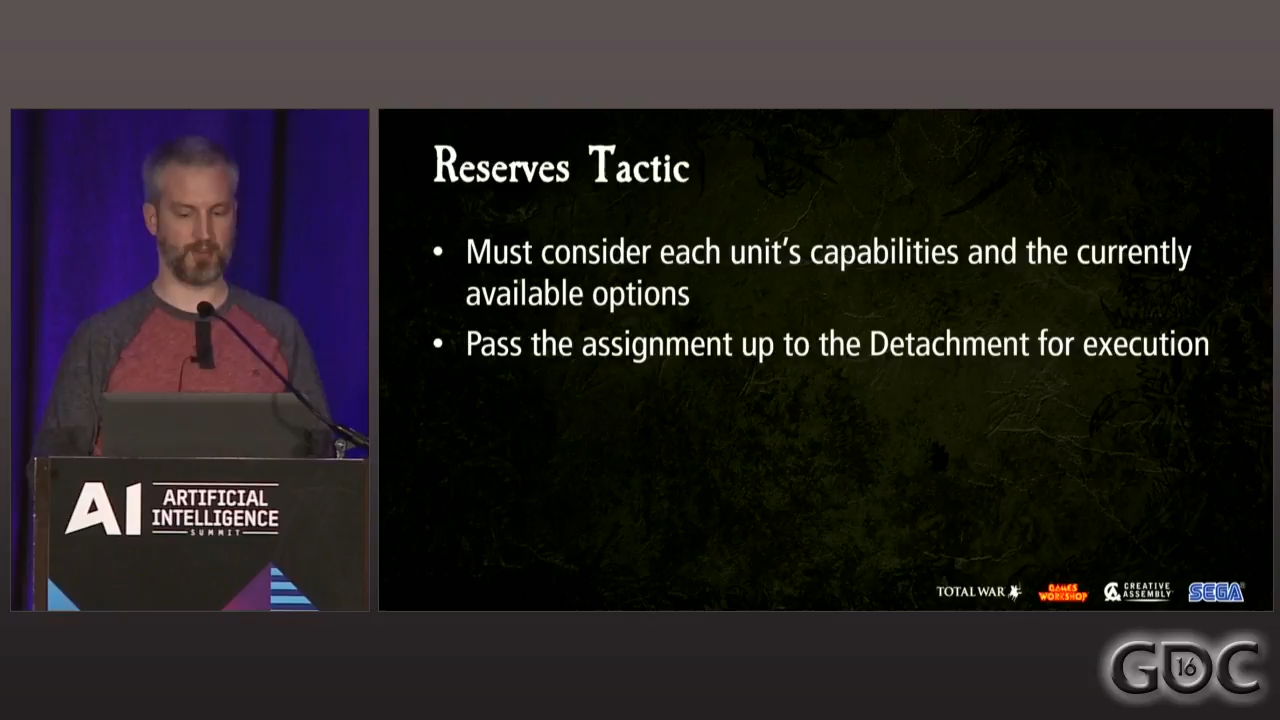 Reserves Tactic
• Must consider each unit's capabilities and the currently
available options
• Pass the assignment up to the Detachment for execution
AI ARTIFICIAL
INTELLIGENCE
SUMMIT
TOTAL WAR
GAMES
WORKSHOP
CREATIVE
ASSEMBLY
SEGA
GDC
16